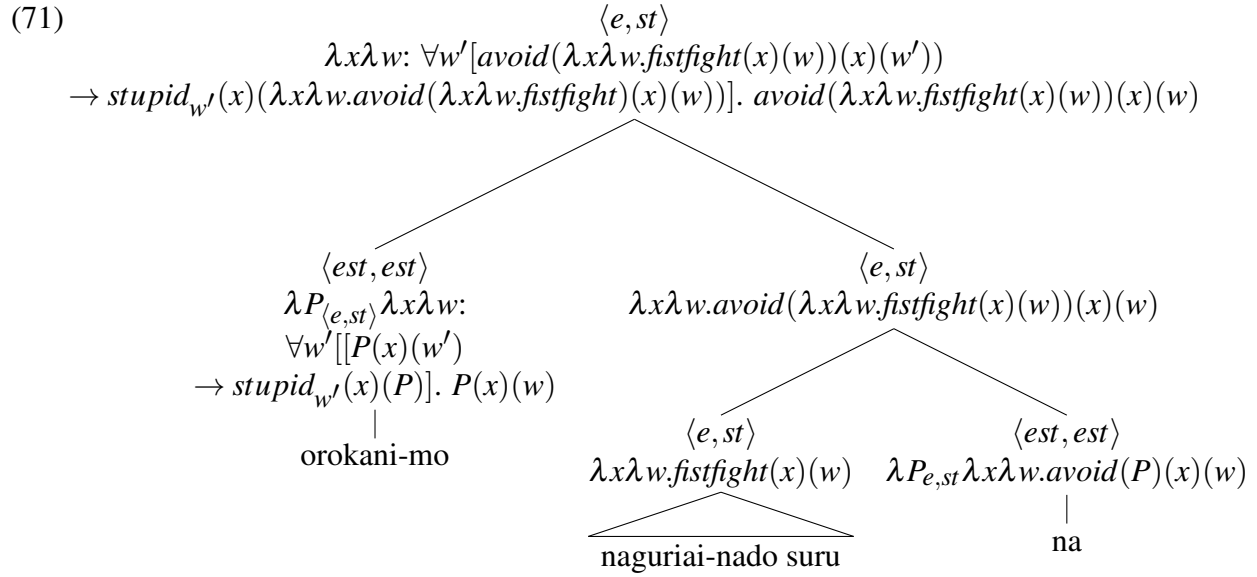 (71)
⟨e, st⟩
λxλw: ∀w′[avoid(λxλw.fistfight(x)(w))(x)(w′))
→ stupid_w′(x)(λxλw.avoid(λxλw.fistfight)(x)(w))]. avoid(λxλw.fistfight(x)(w))(x)(w)
⟨est, est⟩ ⟨e, st⟩
λP_⟨e,st⟩λxλw: λxλw.avoid(λxλw.fistfight(x)(w))(x)(w)
∀w′[[P(x)(w′)
→ stupid_w′(x)(P)]. P(x)(w)
orokani-mo
⟨e, st⟩ ⟨est, est⟩
λxλw.fistfight(x)(w) λP_e,stλxλw.avoid(P)(x)(w)
naguriai-nado suru na